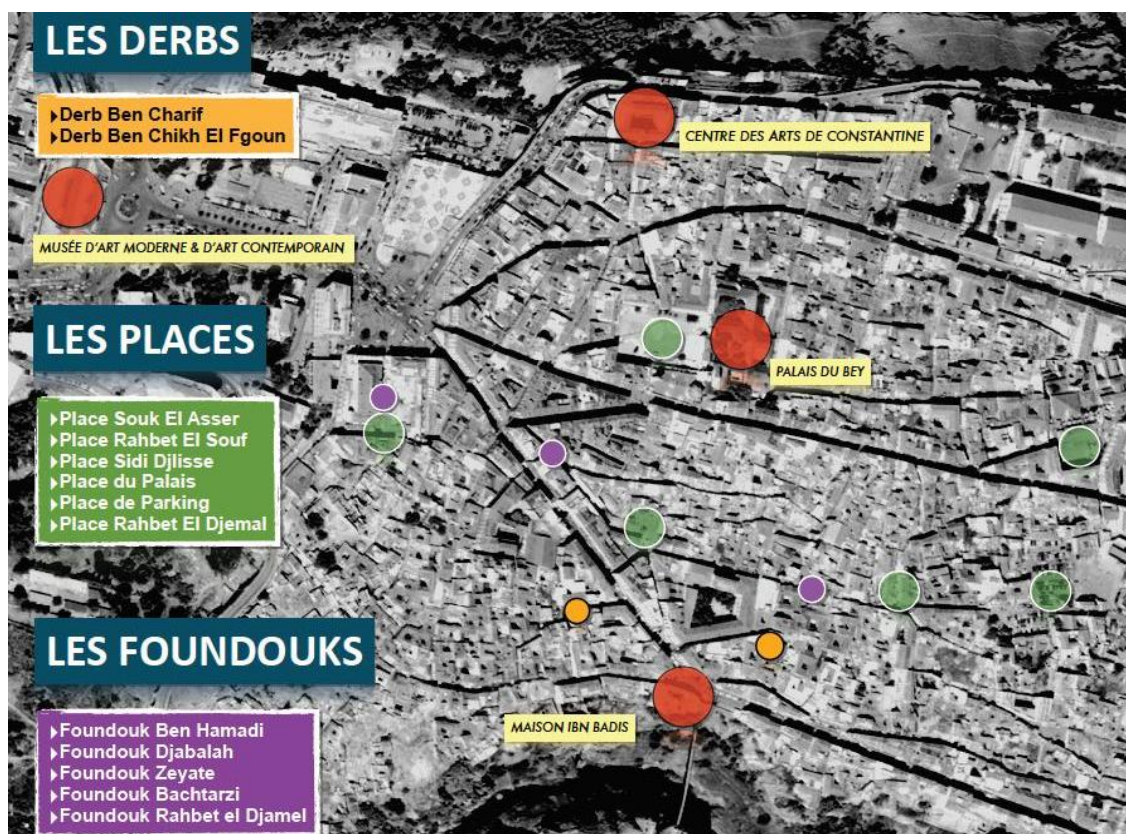 LES DERBS
Derb Ben Charif
Derb Ben Chikh El Fgoun
CENTRE DES ARTS DE CONSTANTINE
MUSÉE D'ART MODERNE & D'ART CONTEMPORAIN
LES PLACES
PALAIS DU BEY
Place Souk El Asser
Place Rahbet El Souf
Place Sidi Djlisse
Place du Palais
Place de Parking
Place Rahbet El Djemal
LES FOUNDOUKS
MAISON IBN BADIS
Foundouk Ben Hamadi
Foundouk Djabalah
Foundouk Zeyate
Foundouk Bachtarzi
Foundouk Rahbet el Djamel